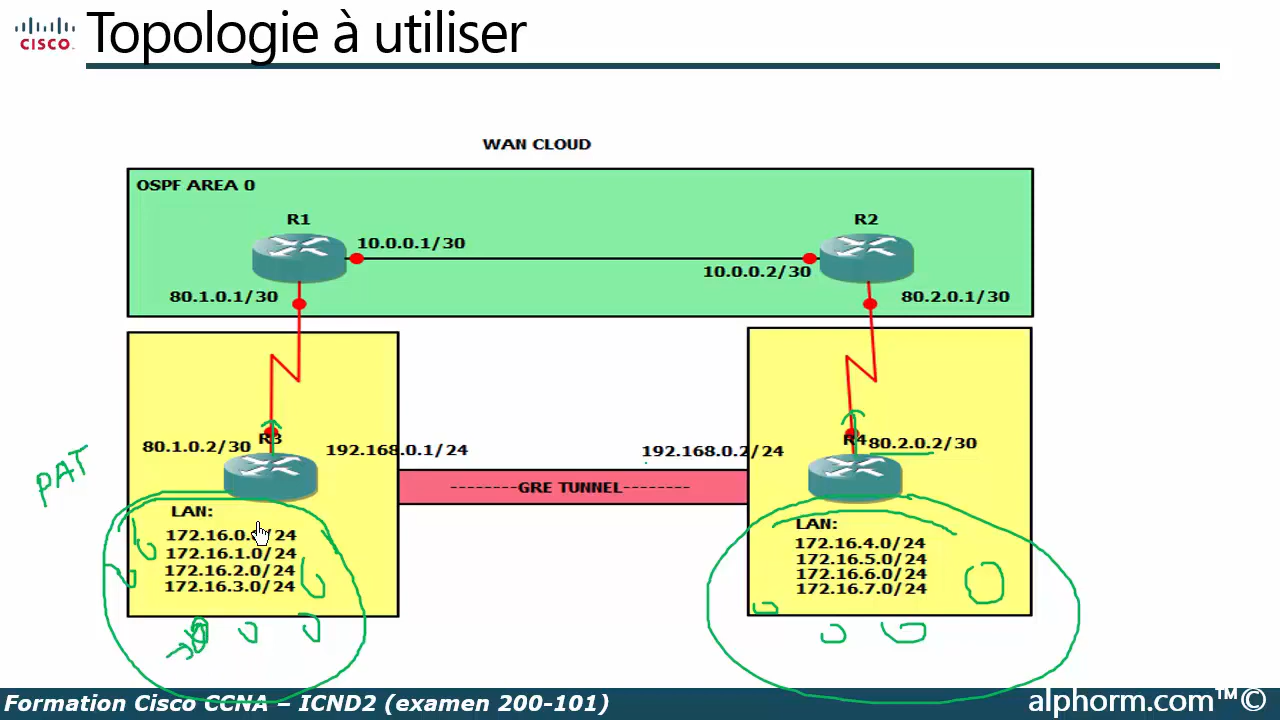 CISCO
Topologie à utiliser
WAN CLOUD
OSPF AREA 0
R1
R2
10.0.0.1/30
10.0.0.2/30
80.1.0.1/30
80.2.0.1/30
80.1.0.2/30
R3
192.168.0.1/24
192.168.0.2/24
R4
80.2.0.2/30
PAT
--------GRE TUNNEL--------
LAN:
172.16.0.0/24
172.16.1.0/24
172.16.2.0/24
172.16.3.0/24
LAN:
172.16.4.0/24
172.16.5.0/24
172.16.6.0/24
172.16.7.0/24
Formation Cisco CCNA – ICND2 (examen 200-101)
alphorm.com™©